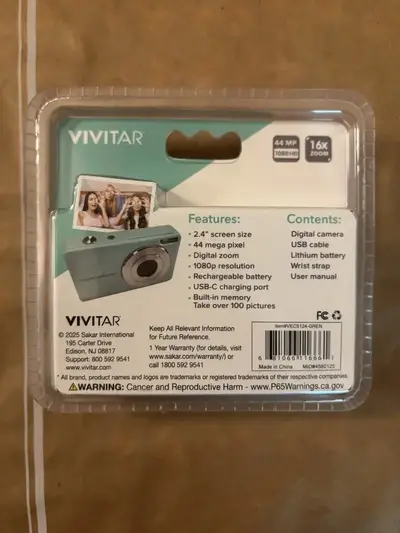 VIVITAR
44 MP
1080HD
16X
ZOOM
Features:
• 2.4" screen size
• 44 mega pixel
• Digital zoom
• 1080p resolution
• Rechargeable battery
• USB-C charging port
• Built-in memory
Take over 100 pictures
Contents:
Digital camera
USB cable
Lithium battery
Wrist strap
User manual
VIVITAR
© 2025 Sakar International
195 Carter Drive
Edison, NJ 08817
Support: 800 592 9541
www.vivitar.com
Keep All Relevant Information
for Future Reference.
1 Year Warranty (for details, visit
www.sakar.com/warranty/) or
call 1800 592 9541
Item#VECS124-GREN
Made in China
* All brand, product names and logos are trademarks or registered trademarks of their respective companies.
⚠WARNING: Cancer and Reproductive Harm - www.P65Warnings.ca.gov